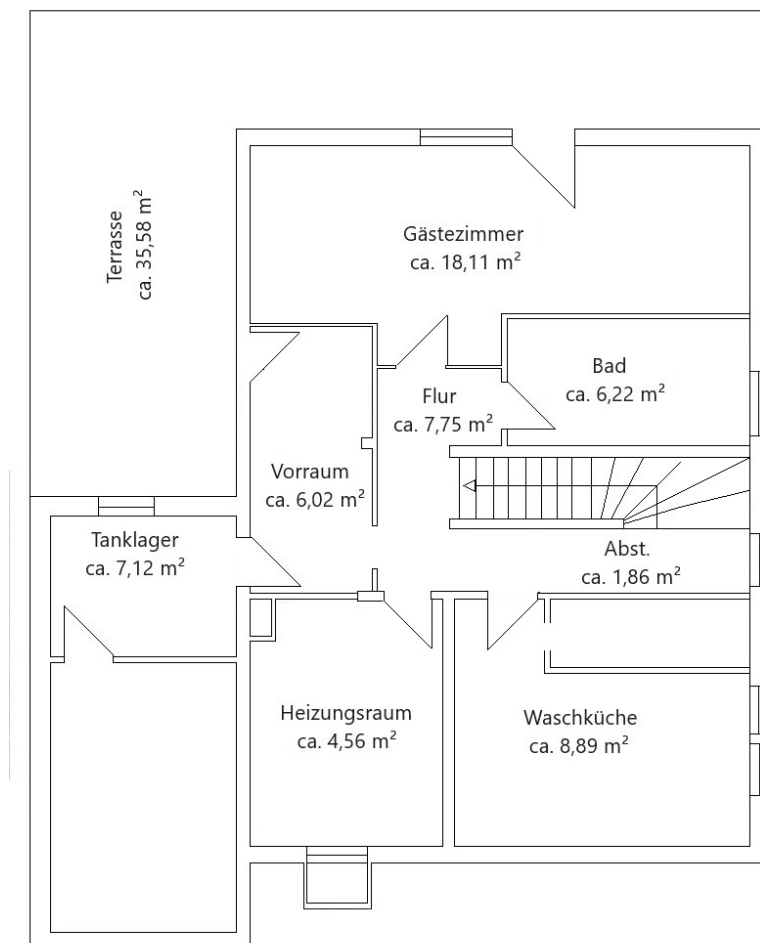 Terrasse
ca. 35,58 m²
Gästezimmer
ca. 18,11 m²
Bad
ca. 6,22 m²
Flur
ca. 7,75 m²
Vorraum
ca. 6,02 m²
Tanklager
ca. 7,12 m²
Abst.
ca. 1,86 m²
Heizungsraum
ca. 4,56 m²
Waschküche
ca. 8,89 m²